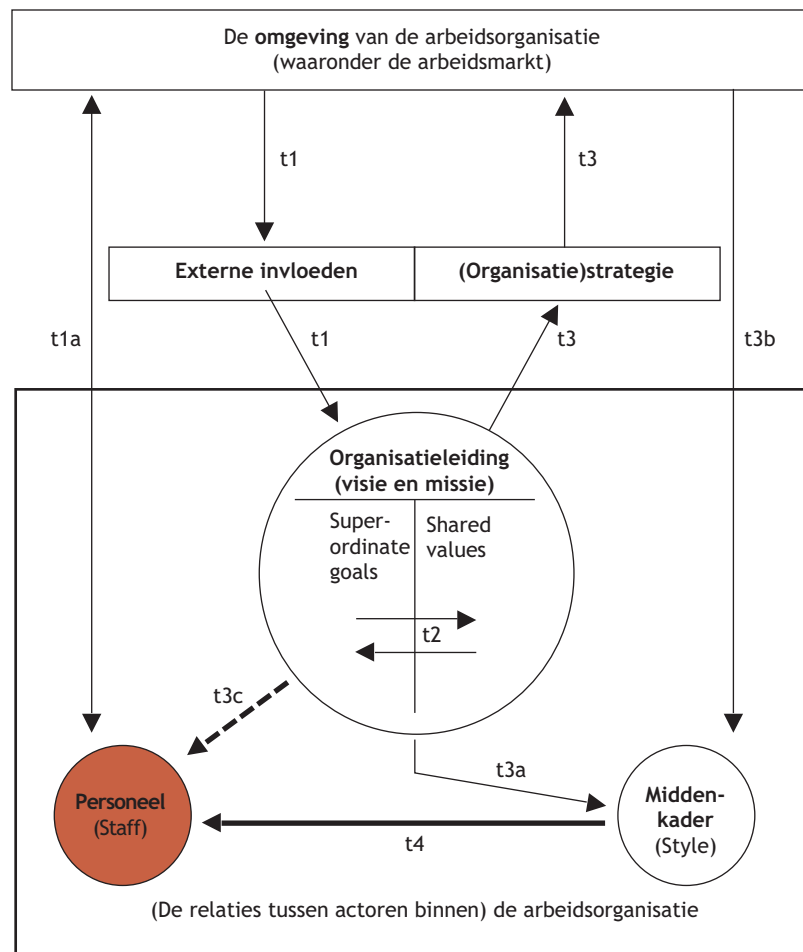 De omgeving van de arbeidsorganisatie
(waaronder de arbeidsmarkt)
t1
t3
Externe invloeden
(Organisatie)strategie
t1a
t1
t3
t3b
Organisatieleiding
(visie en missie)
Super-
ordinate
goals
Shared
values
t2
t3c
t3a
Personeel
(Staff)
Midden-
kader
(Style)
t4
(De relaties tussen actoren binnen) de arbeidsorganisatie